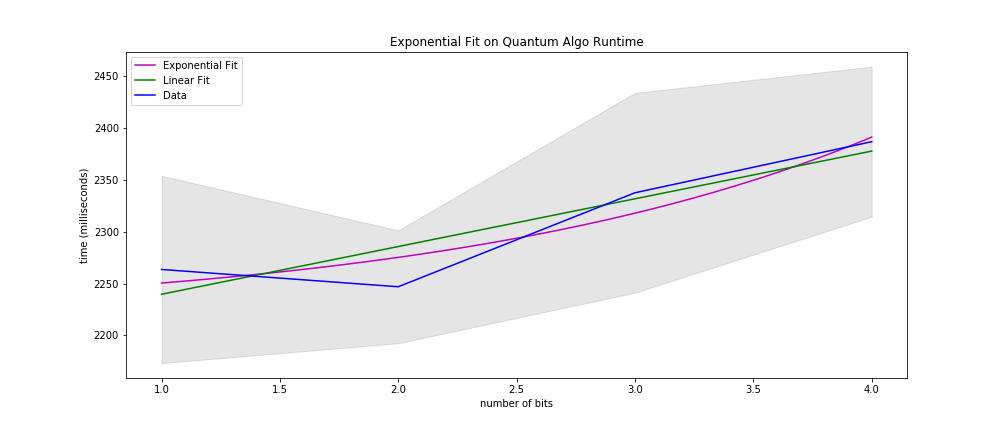 Exponential Fit on Quantum Algo Runtime
Exponential Fit
Linear Fit
Data
time (milliseconds)
2450
2400
2350
2300
2250
2200
1.0 1.5 2.0 2.5 3.0 3.5 4.0
number of bits